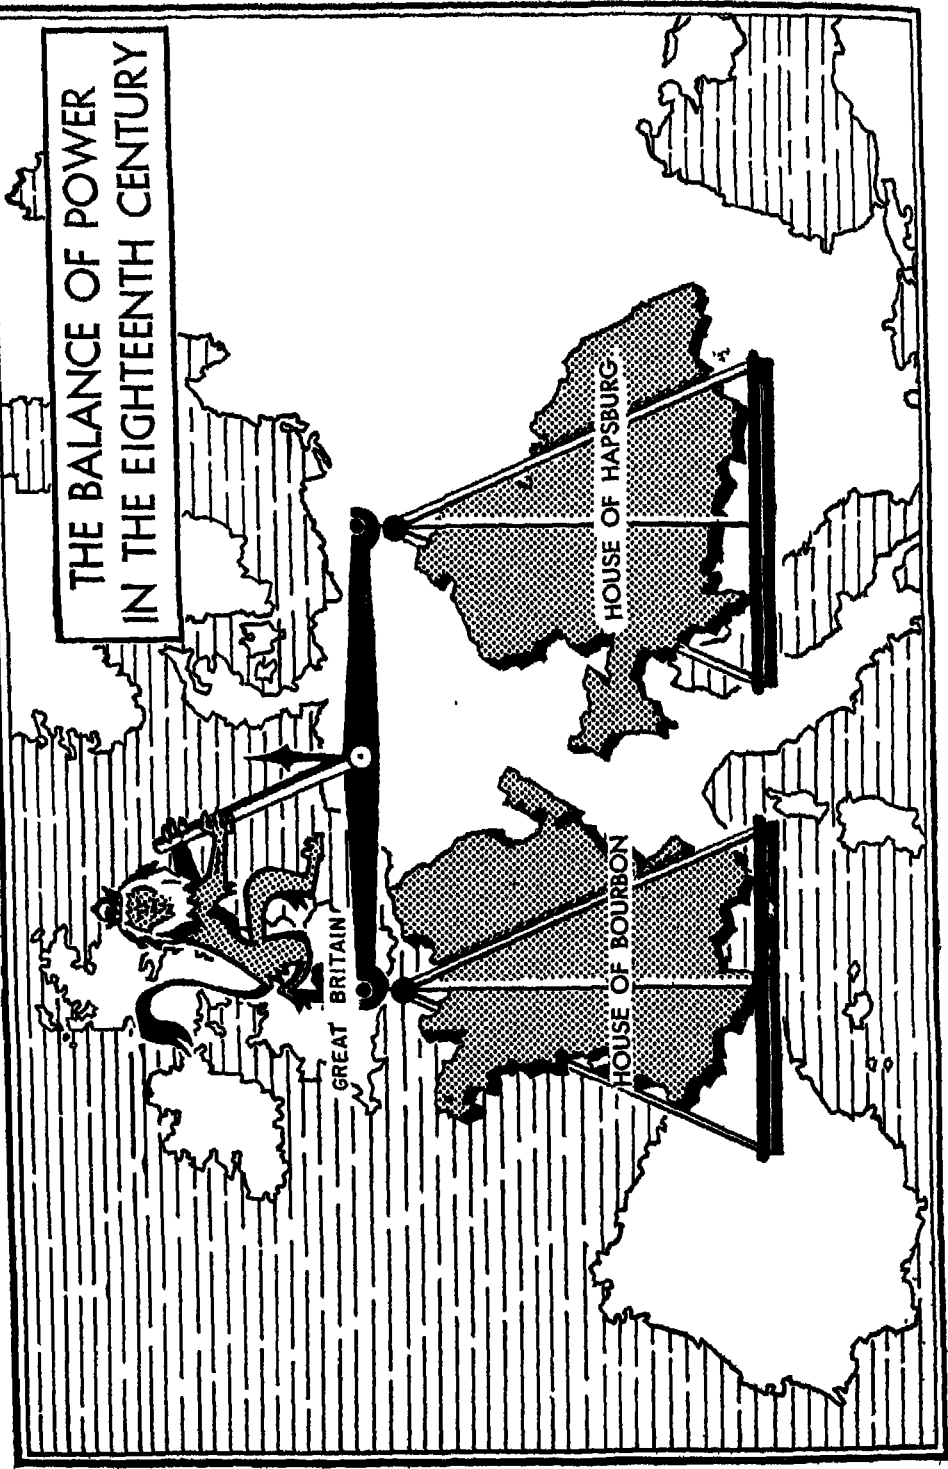 THE BALANCE OF POWER
IN THE EIGHTEENTH CENTURY
GREAT BRITAIN
HOUSE OF BOURBON
HOUSE OF HAPSBURG